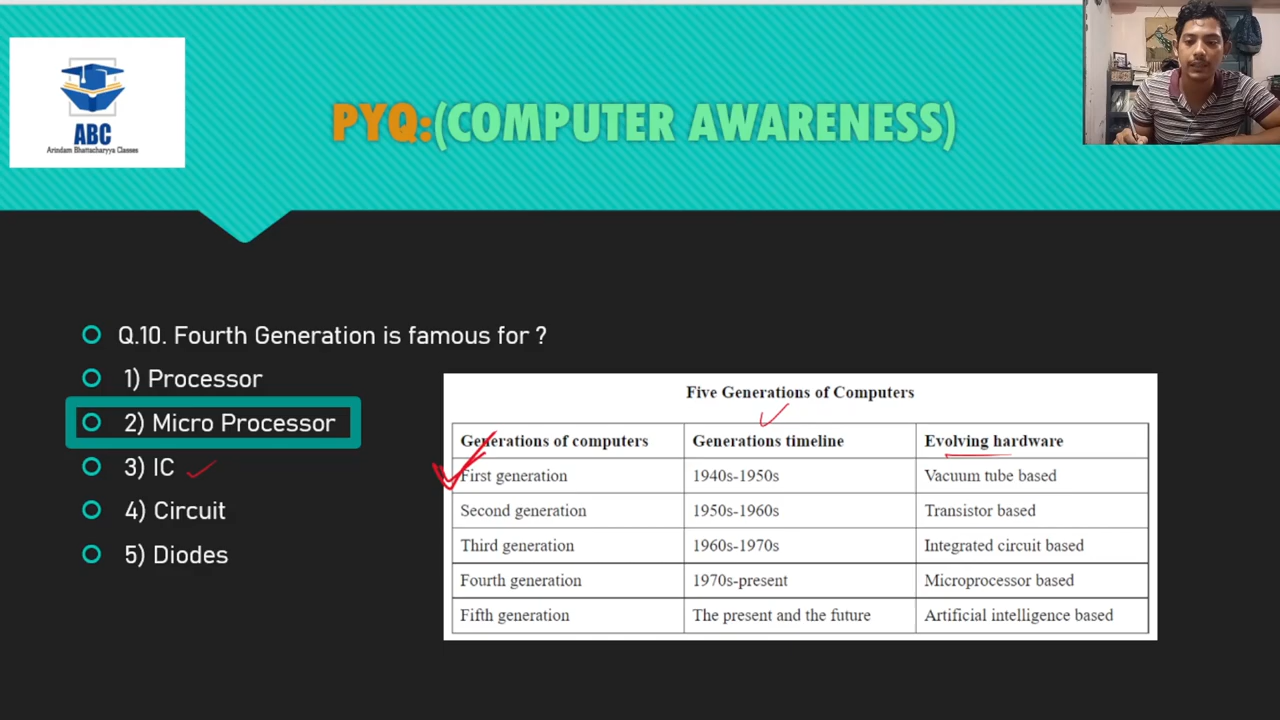 ABC
Arindam Bhattacharyya Classes
PYQ:(COMPUTER AWARENESS)
Q.10. Fourth Generation is famous for ?
1) Processor
2) Micro Processor
3) IC
4) Circuit
5) Diodes
Five Generations of Computers
Generations of computers Generations timeline Evolving hardware
First generation 1940s-1950s Vacuum tube based
Second generation 1950s-1960s Transistor based
Third generation 1960s-1970s Integrated circuit based
Fourth generation 1970s-present Microprocessor based
Fifth generation The present and the future Artificial intelligence based